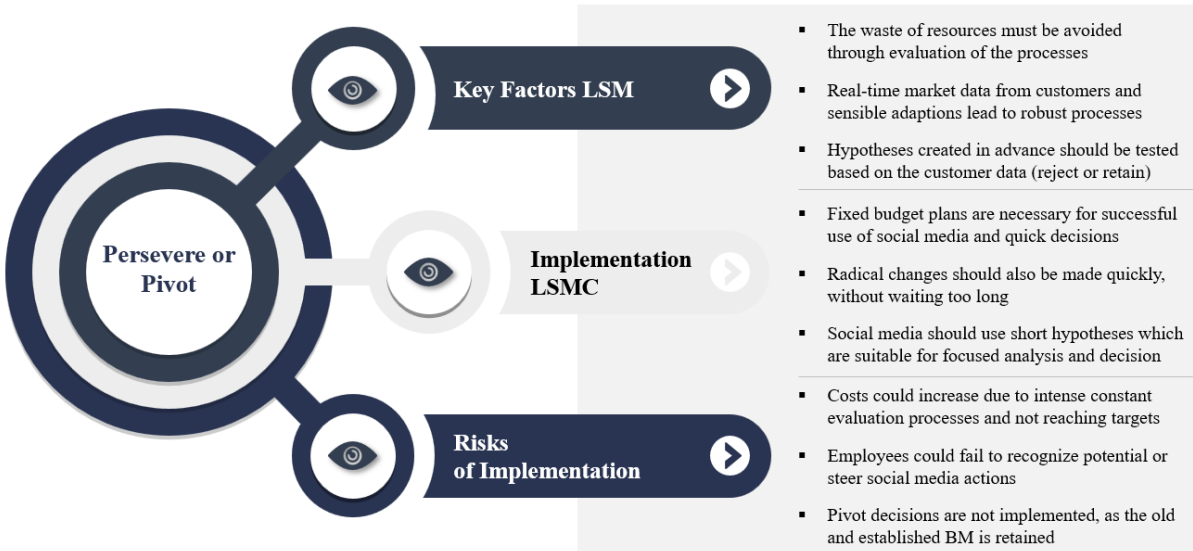 Persevere or
Pivot
Key Factors LSM
▪ The waste of resources must be avoided
through evaluation of the processes
▪ Real-time market data from customers and
sensible adaptions lead to robust processes
▪ Hypotheses created in advance should be tested
based on the customer data (reject or retain)
Implementation
LSMC
▪ Fixed budget plans are necessary for successful
use of social media and quick decisions
▪ Radical changes should also be made quickly,
without waiting too long
▪ Social media should use short hypotheses which
are suitable for focused analysis and decision
Risks
of Implementation
▪ Costs could increase due to intense constant
evaluation processes and not reaching targets
▪ Employees could fail to recognize potential or
steer social media actions
▪ Pivot decisions are not implemented, as the old
and established BM is retained